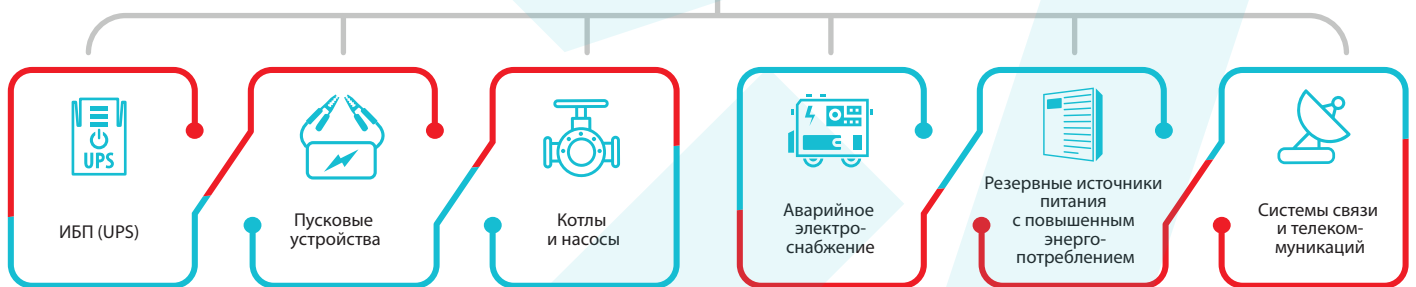 UPS
ИБП (UPS)
Пусковые
устройства
Котлы
и насосы
Аварийное
электро-
снабжение
Резервные источники
питания
с повышенным
энерго-
потреблением
Системы связи
и телеком-
муникаций